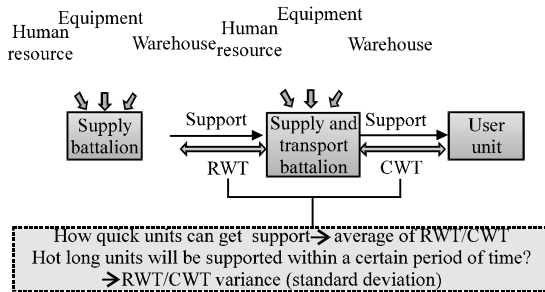 Human
resource
Equipment
Warehouse
Human
resource
Equipment
Warehouse
Supply
battalion
Support
RWT
Supply and
transport
battalion
Support
CWT
User
unit
How quick units can get support→average of RWT/CWT
Hot long units will be supported within a certain period of time?
→RWT/CWT variance (standard deviation)